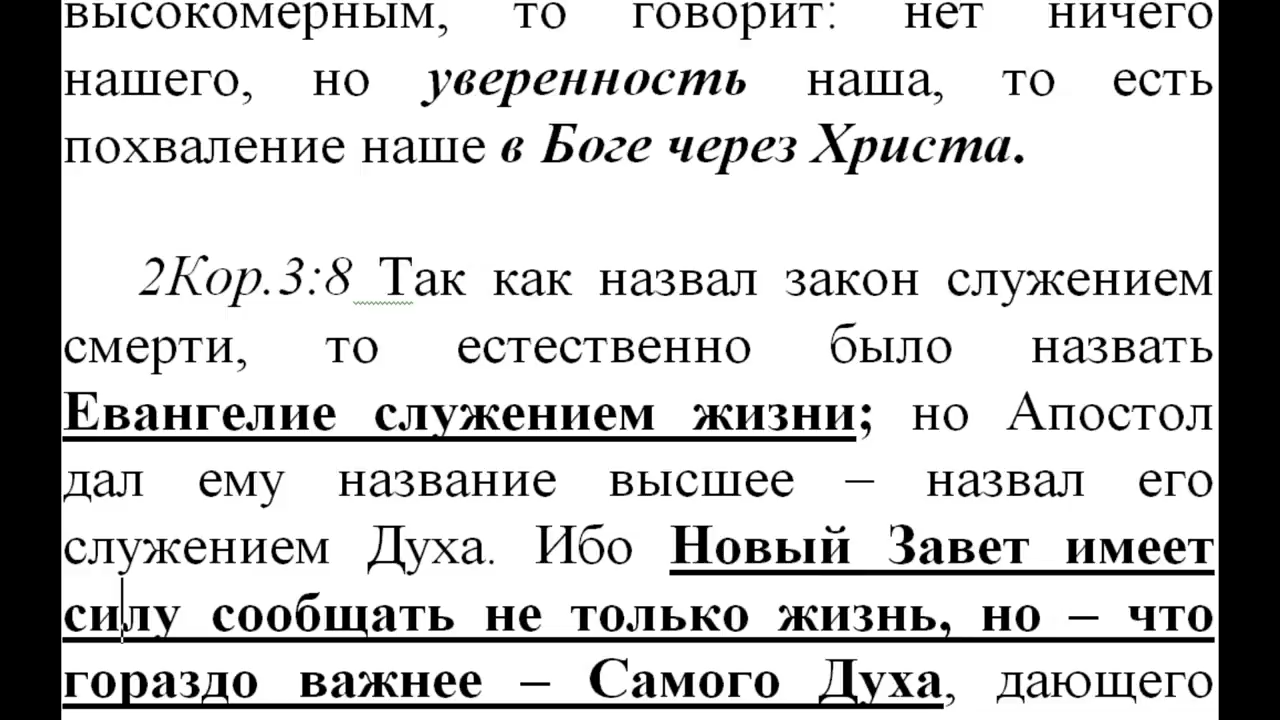 высокомерным, то говорит: нет ничего
нашего, но уверенность наша, то есть
похваление наше в Боге через Христа.
2Кор.3:8 Так как назвал закон служением
смерти, то естественно было назвать
Евангелие служением жизни; но Апостол
дал ему название высшее – назвал его
служением Духа. Ибо Новый Завет имеет
силу сообщать не только жизнь, но – что
гораздо важнее – Самого Духа, дающего